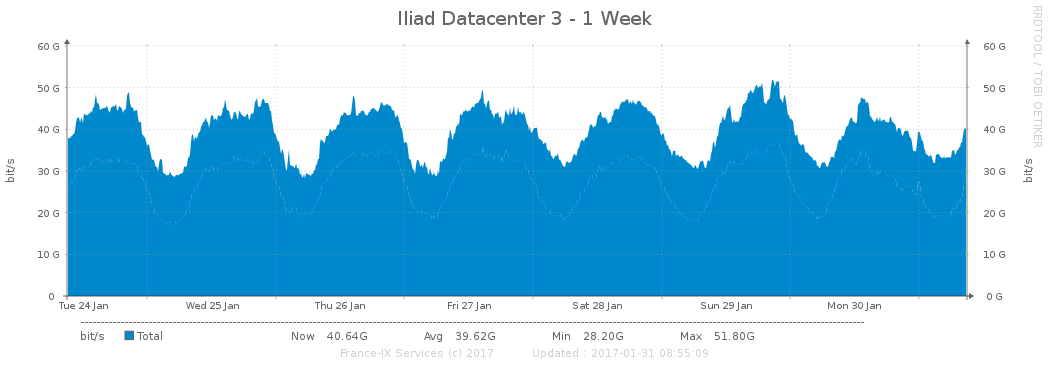 Iliad Datacenter 3 - 1 Week
RRDTOOL / TOBI OETIKER
60 G 60 G
50 G 50 G
40 G 40 G
30 G 30 G
20 G 20 G
10 G 10 G
0 0 G
bit/s
bit/s
Tue 24 Jan Wed 25 Jan Thu 26 Jan Fri 27 Jan Sat 28 Jan Sun 29 Jan Mon 30 Jan
bit/s Total Now 40.64G Avg 39.62G Min 28.20G Max 51.80G
France-IX Services (c) 2017 Updated : 2017-01-31 08:55:09